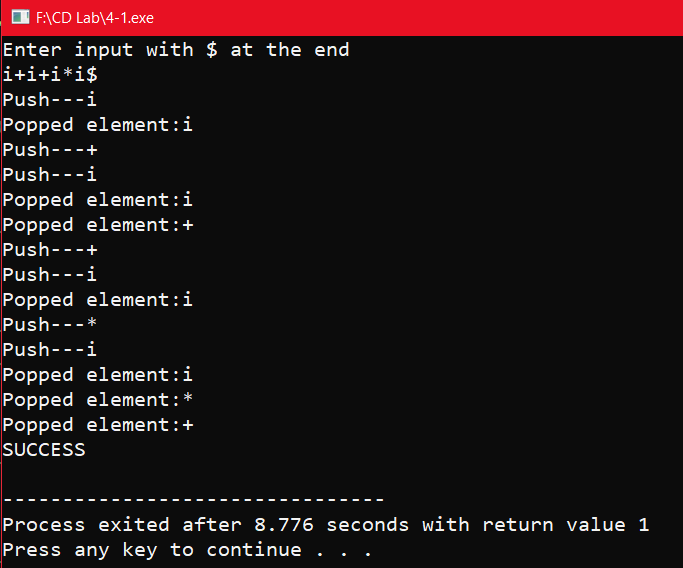 F:\CD Lab\4-1.exe
Enter input with $ at the end
i+i+i*i$
Push---i
Popped element:i
Push---+
Push---i
Popped element:i
Popped element:+
Push---+
Push---i
Popped element:i
Push---*
Push---i
Popped element:i
Popped element:*
Popped element:+
SUCCESS
--------------------------------
Process exited after 8.776 seconds with return value 1
Press any key to continue . . .